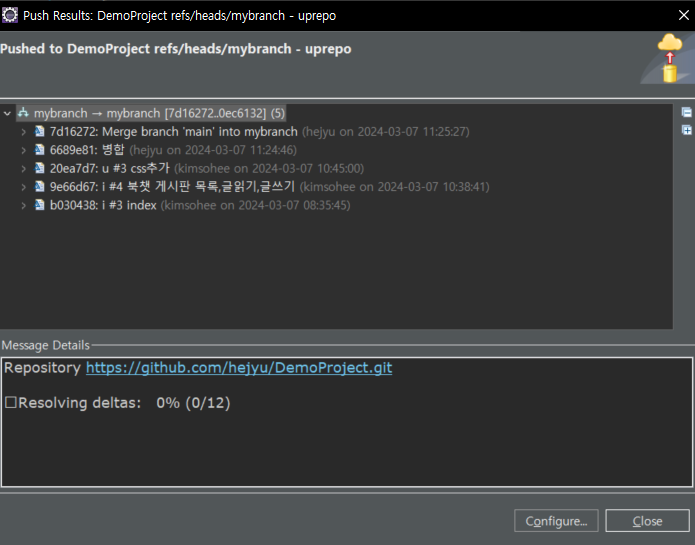 Push Results: DemoProject refs/heads/mybranch - uprepo
Pushed to DemoProject refs/heads/mybranch - uprepo
mybranch → mybranch [7d16272..0ec6132] (5)
7d16272: Merge branch 'main' into mybranch (hejyu on 2024-03-07 11:25:27)
6689e81: 병합 (hejyu on 2024-03-07 11:24:46)
20ea7d7: u #3 css추가 (kimsohee on 2024-03-07 10:45:00)
9e66d67: i #4 북챗 게시판 목록,글읽기,글쓰기 (kimsohee on 2024-03-07 10:38:41)
b030438: i #3 index (kimsohee on 2024-03-07 08:35:45)
Message Details
Repository https://github.com/hejyu/DemoProject.git
□Resolving deltas: 0% (0/12)
Configure... Close